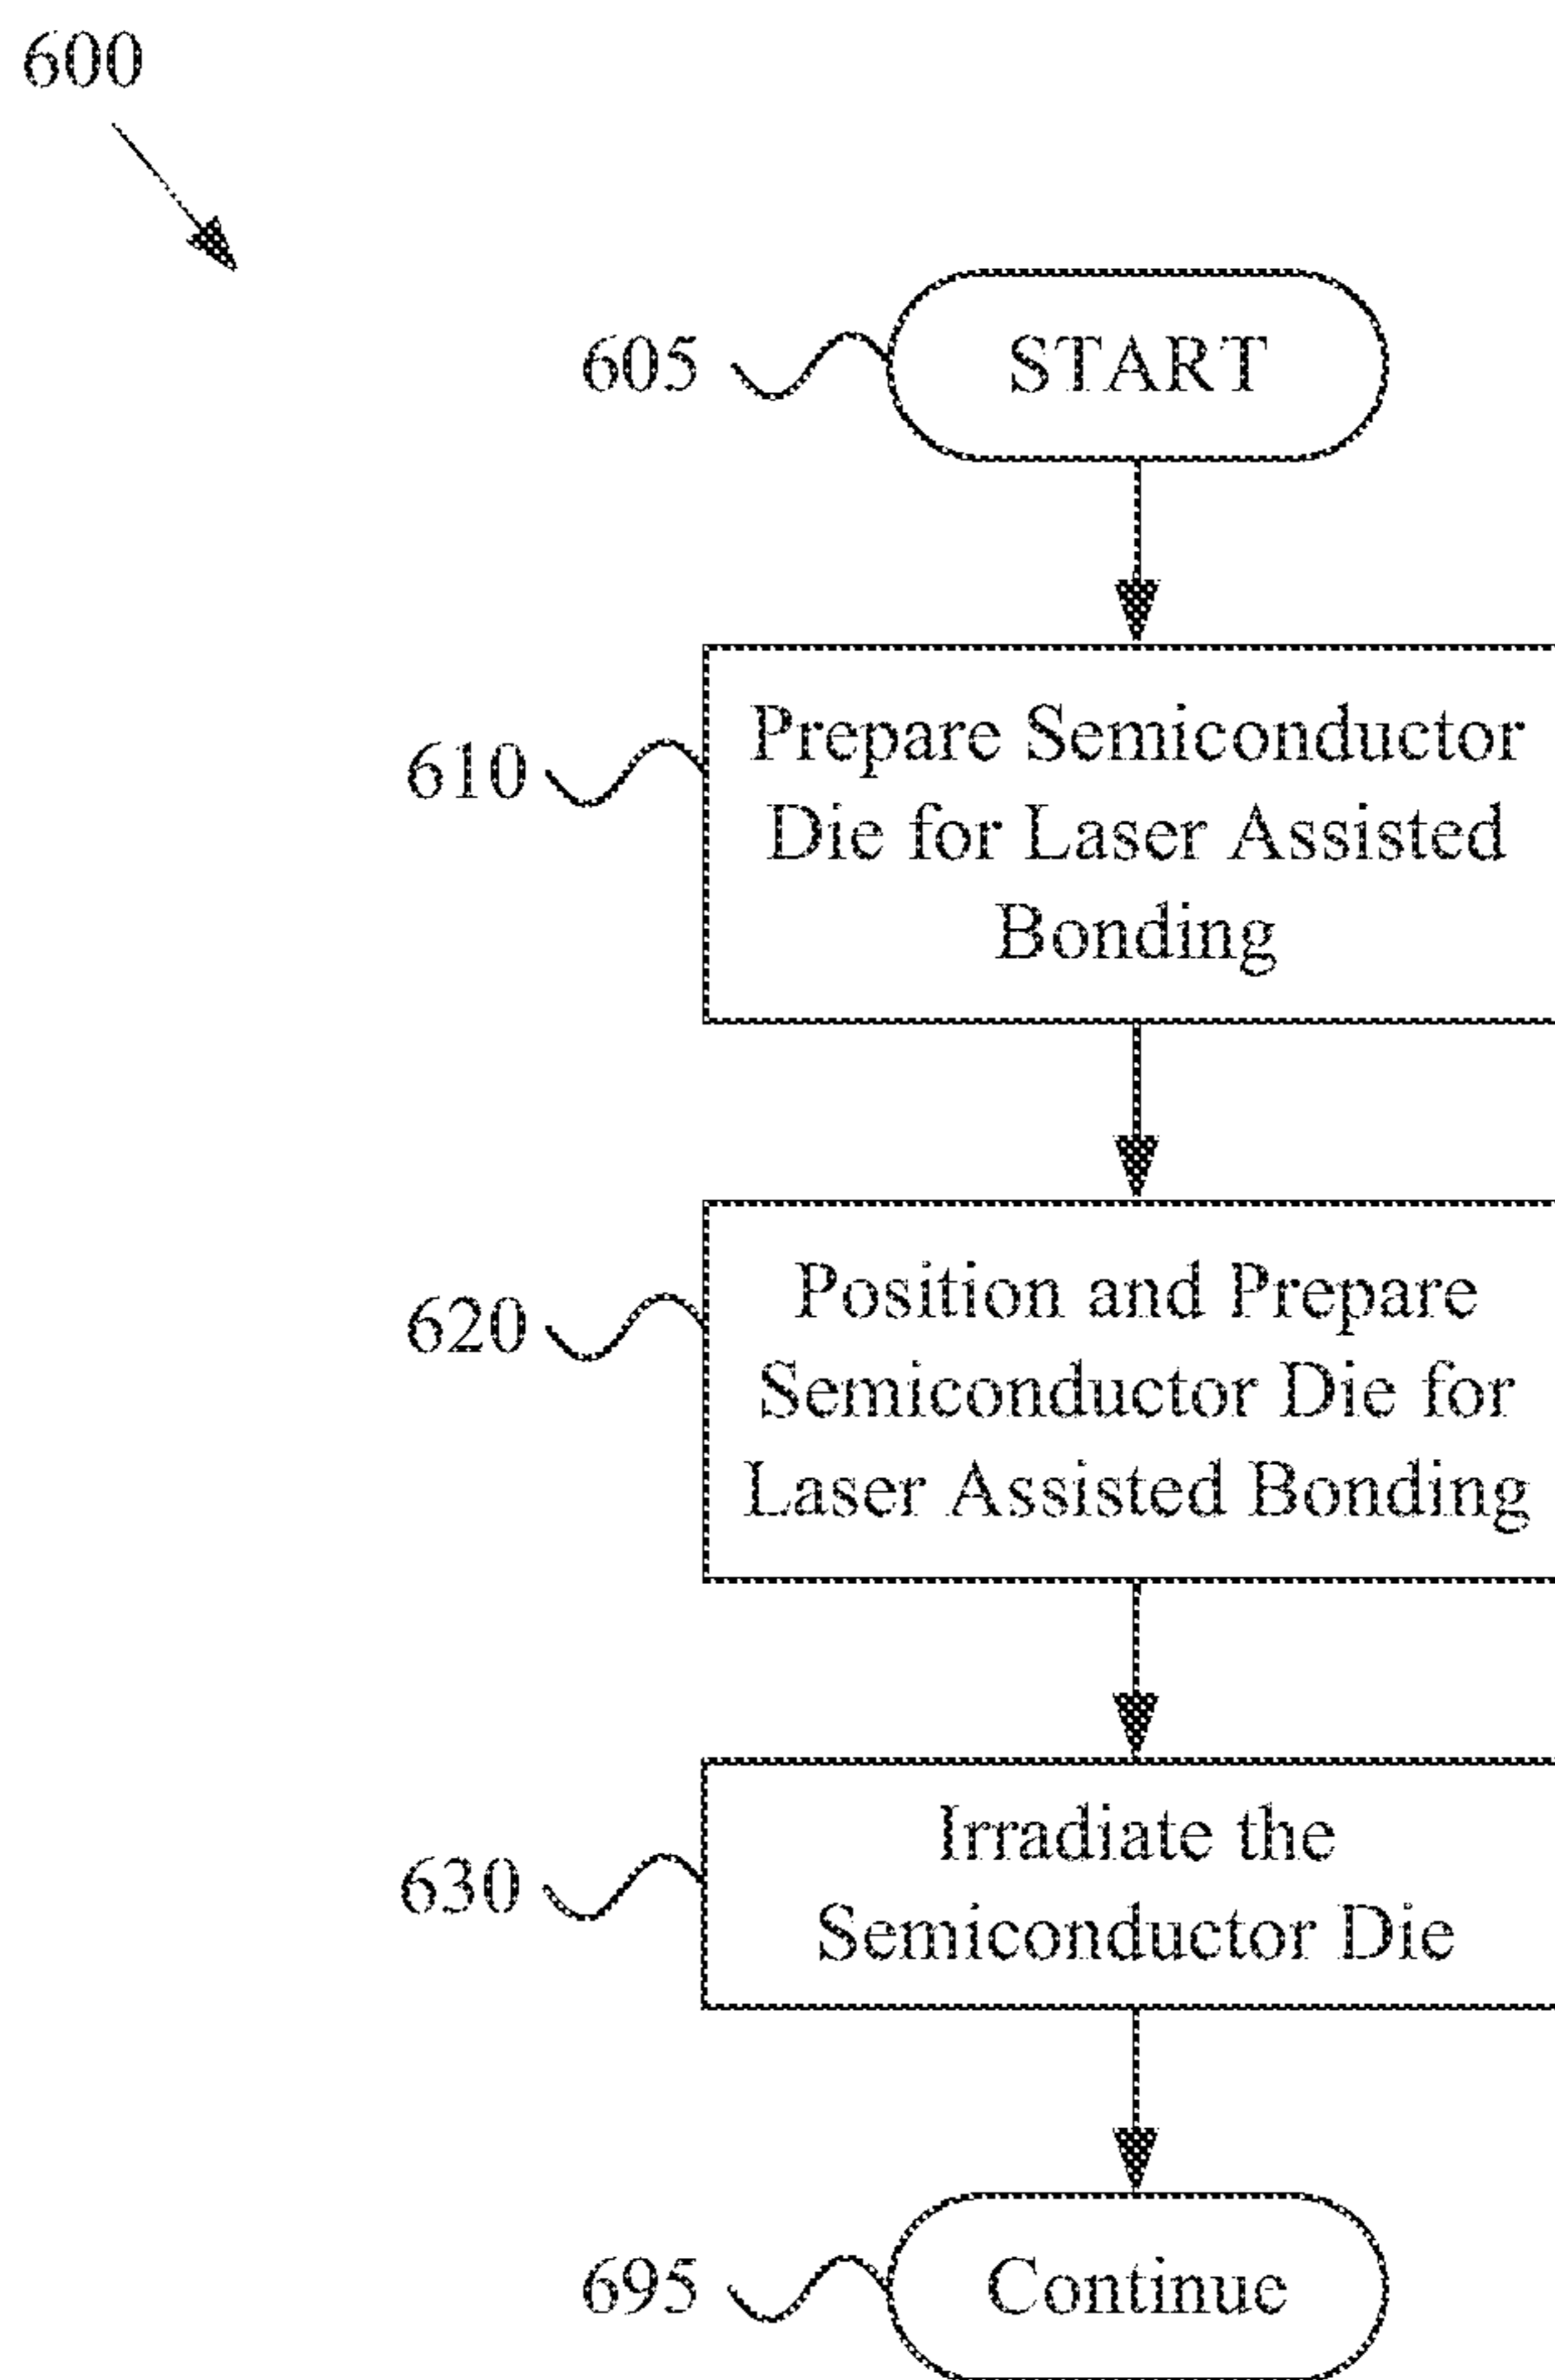 600
605
START
610
Prepare Semiconductor
Die for Laser Assisted
Bonding
620
Position and Prepare
Semiconductor Die for
Laser Assisted Bonding
630
Irradiate the
Semiconductor Die
695
Continue